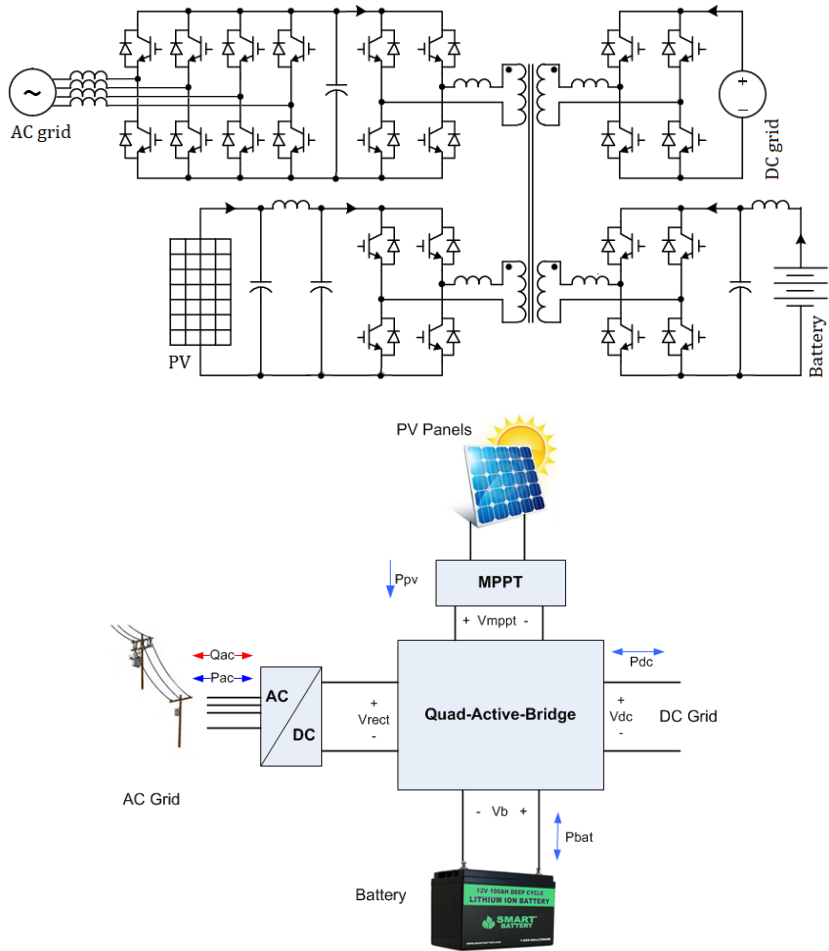 ~
AC grid
+
−
DC grid
PV
Battery
PV Panels
Ppv
MPPT
+ Vmppt -
Qac
Pac
AC
DC
+
Vrect
-
Quad-Active-Bridge
Pdc
+
Vdc
-
DC Grid
AC Grid
- Vb +
Pbat
Battery
12V 100AH DEEP CYCLE
LITHIUM ION BATTERY
SMART
BATTERY